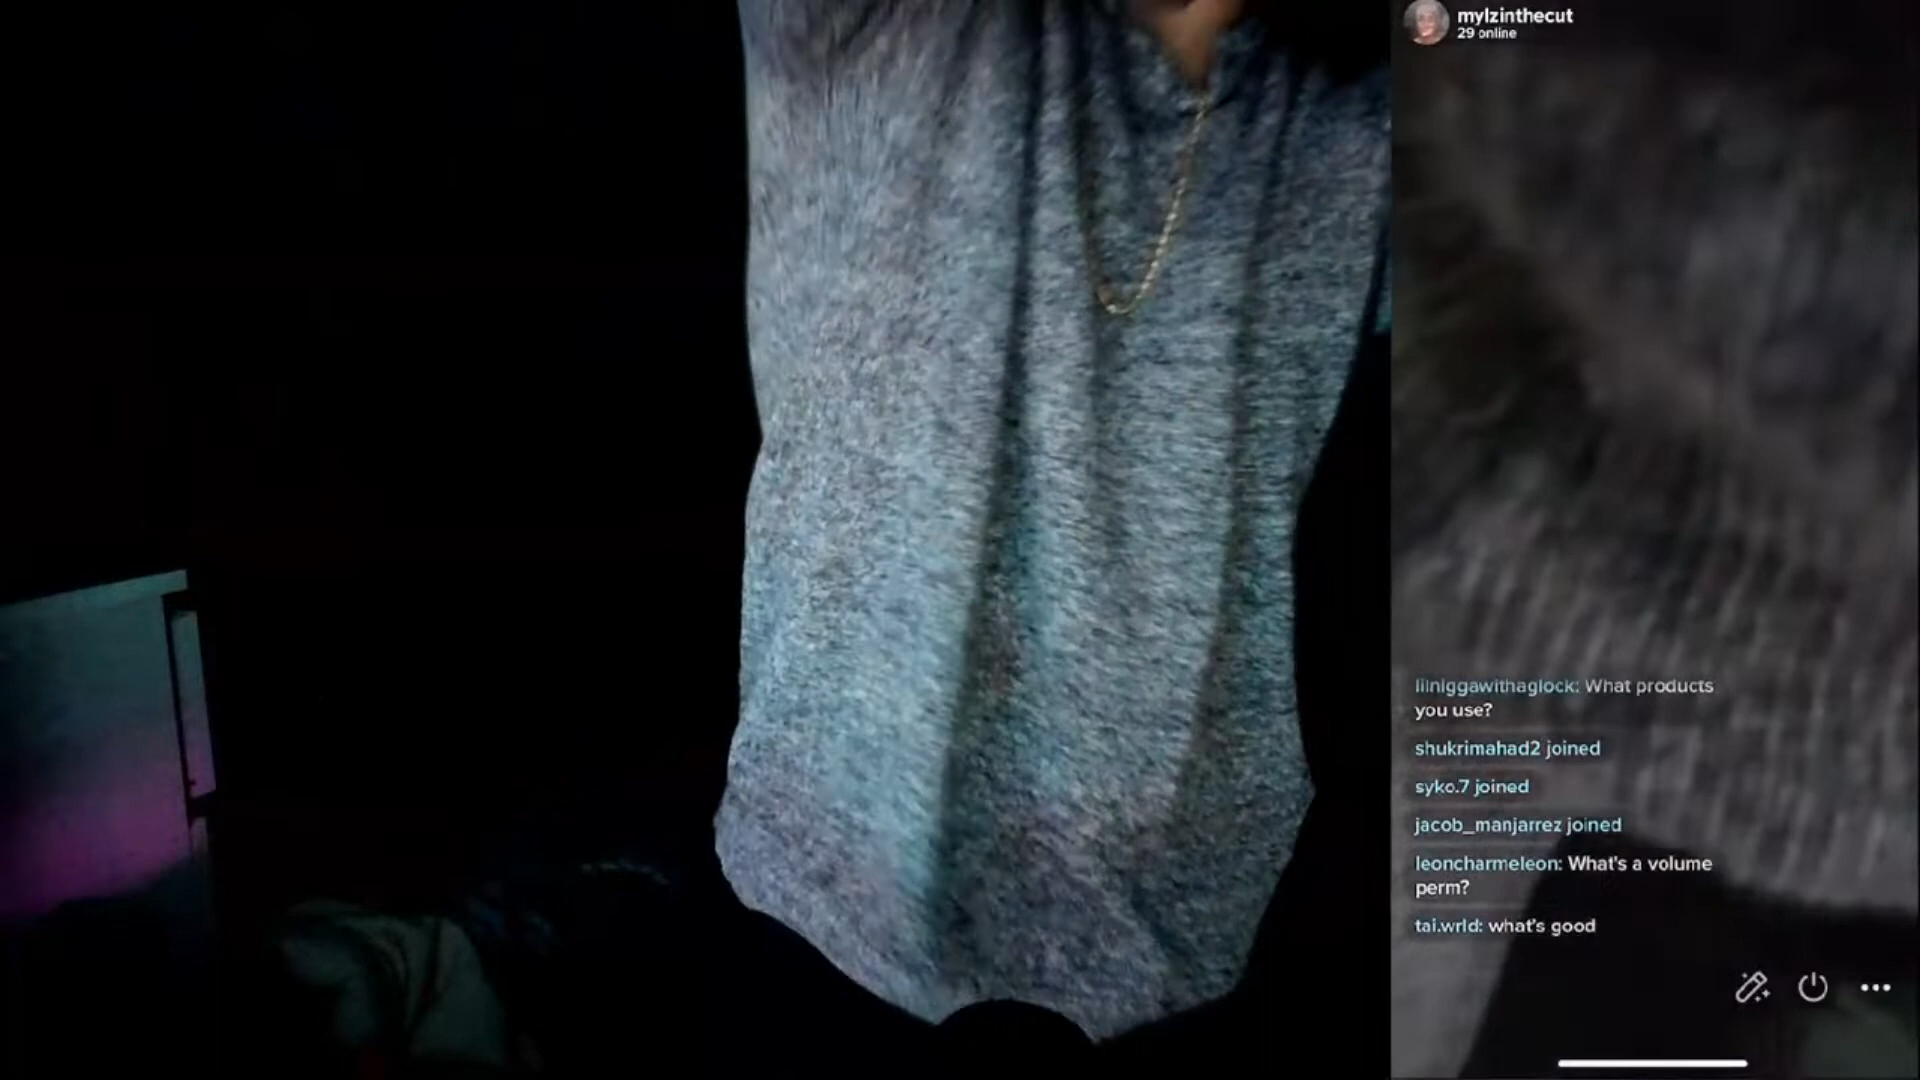 mylzinthecut
29 online
liilniggawithaglock: What products
you use?
shukrimahad2 joined
syko.7 joined
jacob_manjarrez joined
leoncharmeleon: What's a volume
perm?
tai.wrld: what's good